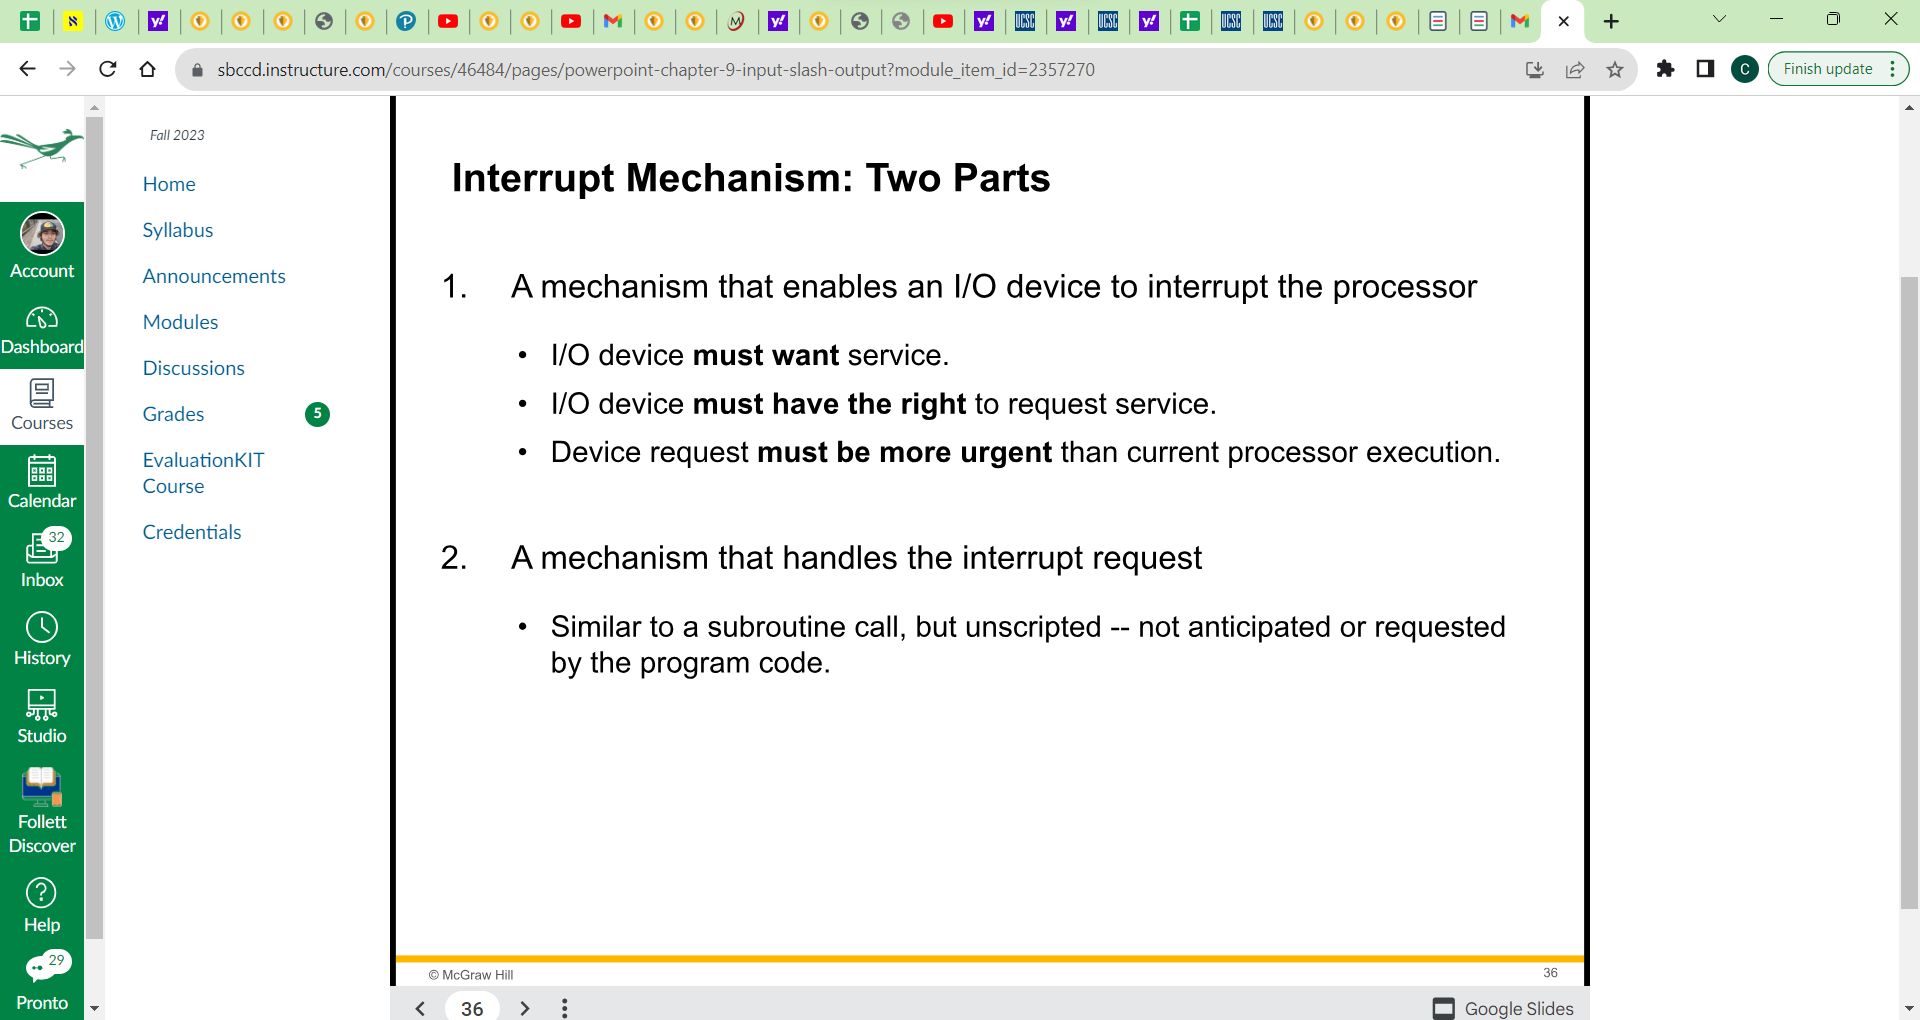 sbccd.instructure.com/courses/46484/pages/powerpoint-chapter-9-input-slash-output?module_item_id=2357270
C
Finish update
Account
Dashboard
Courses
Calendar
32
Inbox
History
Studio
Follett
Discover
Help
29
Pronto
Fall 2023
Home
Syllabus
Announcements
Modules
Discussions
Grades
5
EvaluationKIT
Course
Credentials
Interrupt Mechanism: Two Parts
1. A mechanism that enables an I/O device to interrupt the processor
• I/O device must want service.
• I/O device must have the right to request service.
• Device request must be more urgent than current processor execution.
2. A mechanism that handles the interrupt request
• Similar to a subroutine call, but unscripted -- not anticipated or requested
by the program code.
© McGraw Hill
36
36
Google Slides